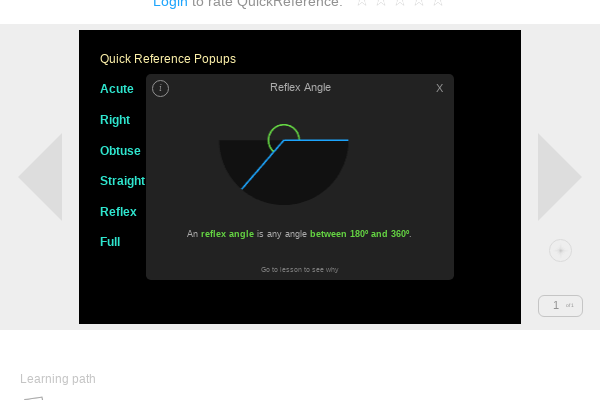 Login to rate QuickReference.
Quick Reference Popups
Acute
Right
Obtuse
Straight
Reflex
Full
i
Reflex Angle
X
An reflex angle is any angle between 180º and 360º.
Go to lesson to see why
1
Learning path